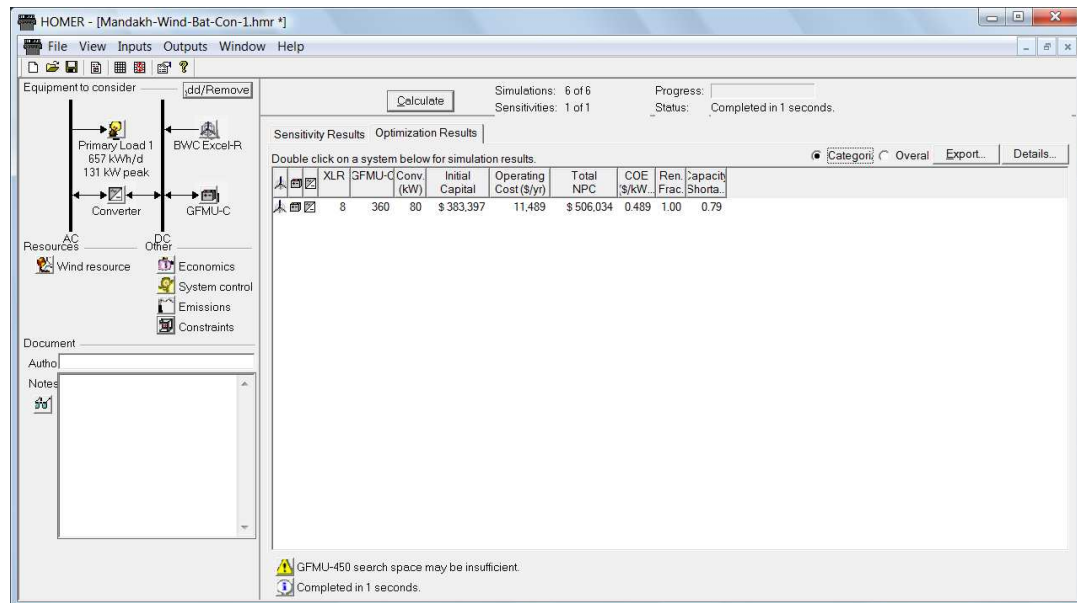 HOMER - [Mandakh-Wind-Bat-Con-1.hmr *]
File View Inputs Outputs Window Help
Equipment to consider
dd/Remove
Primary Load 1
657 kWh/d
131 kW peak
BWC Excel-R
Converter
GFMU-C
AC
DC
Resources
Other
Wind resource
Economics
System control
Emissions
Constraints
Document
Autho
Notes
Calculate
Simulations: 6 of 6
Sensitivities: 1 of 1
Progress:
Status: Completed in 1 seconds.
Sensitivity Results Optimization Results
Double click on a system below for simulation results.
Categoriz Overal Export... Details...
XLR GFMU-C Conv. Initial Operating Total COE Ren. Capacity
(kW) Capital Cost ($/yr) NPC ($/kW... Frac. Shorta..
8 360 80 $ 383,397 11,489 $ 506,034 0.489 1.00 0.79
GFMU-450 search space may be insufficient.
Completed in 1 seconds.